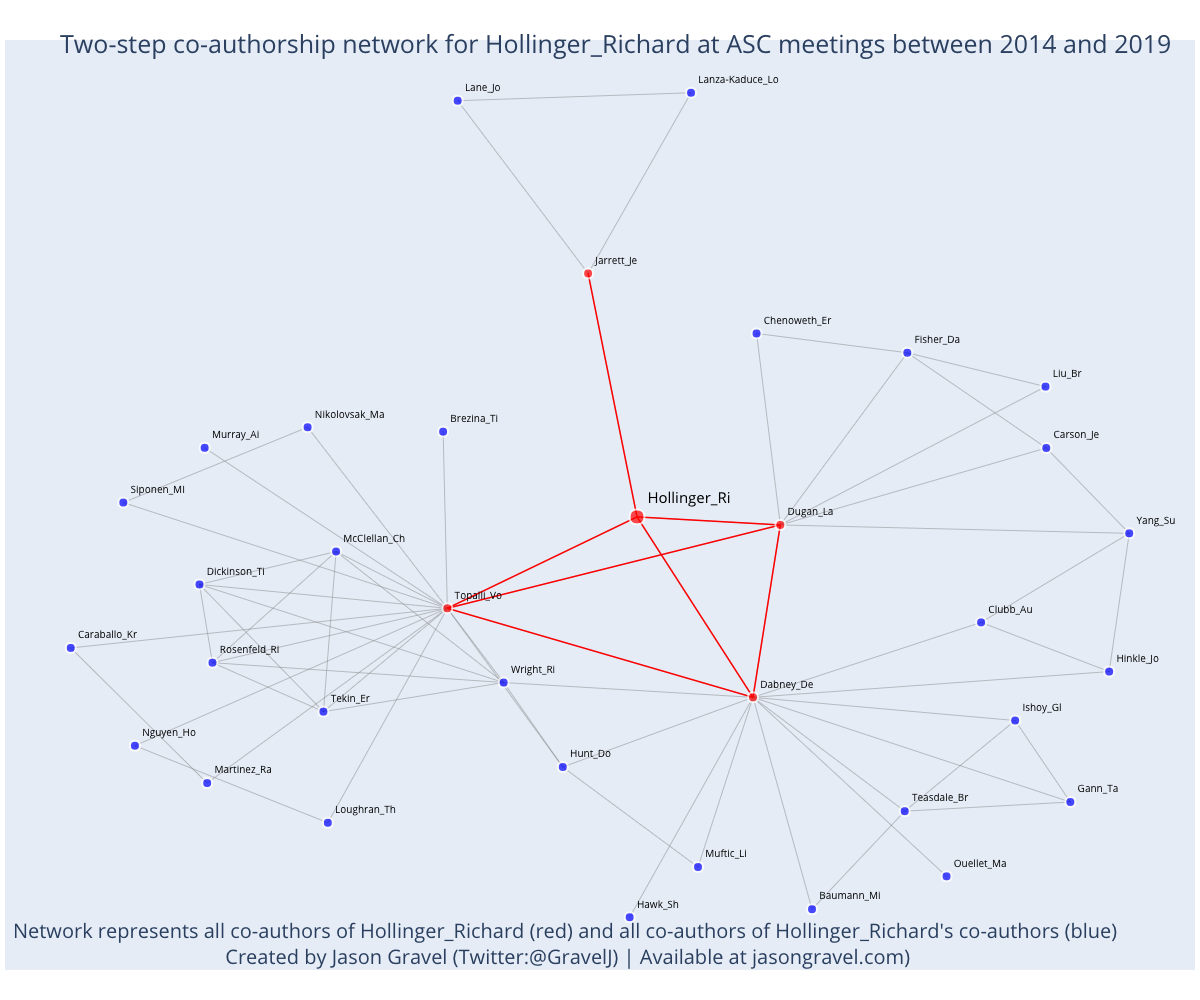 Two-step co-authorship network for Hollinger_Richard at ASC meetings between 2014 and 2019
Lanza-Kaduce_Lo
Lane_Jo
Jarrett_Je
Chenoweth_Er
Fisher_Da
Liu_Br
Nikolovsak_Ma
Brezina_Ti
Murray_Ai
Carson_Je
Siponen_MI
Hollinger_Ri
Dugan_La
Yang_Su
McClellan_Ch
Dickinson_Ti
Topalli_Vo
Clubb_Au
Caraballo_Kr
Rosenfeld_Ri
Hinkle_Jo
Wright_Ri
Dabney_De
Tekin_Er
Ishoy_Gl
Nguyen_Ho
Hunt_Do
Martinez_Ra
Gann_Ta
Teasdale_Br
Loughran_Th
Muftic_Li
Ouellet_Ma
Baumann_Mi
Hawk_Sh
Network represents all co-authors of Hollinger_Richard (red) and all co-authors of Hollinger_Richard's co-authors (blue)
Created by Jason Gravel (Twitter:@GravelJ) | Available at jasongravel.com)